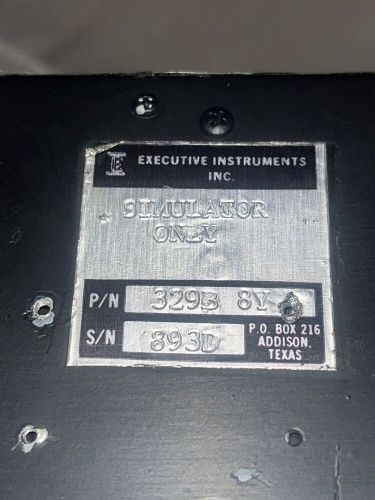 EXECUTIVE INSTRUMENTS
INC.
SIMULATOR
ONLY
P/N 329B 8Y
S/N 893D
P.O. BOX 216
ADDISON,
TEXAS